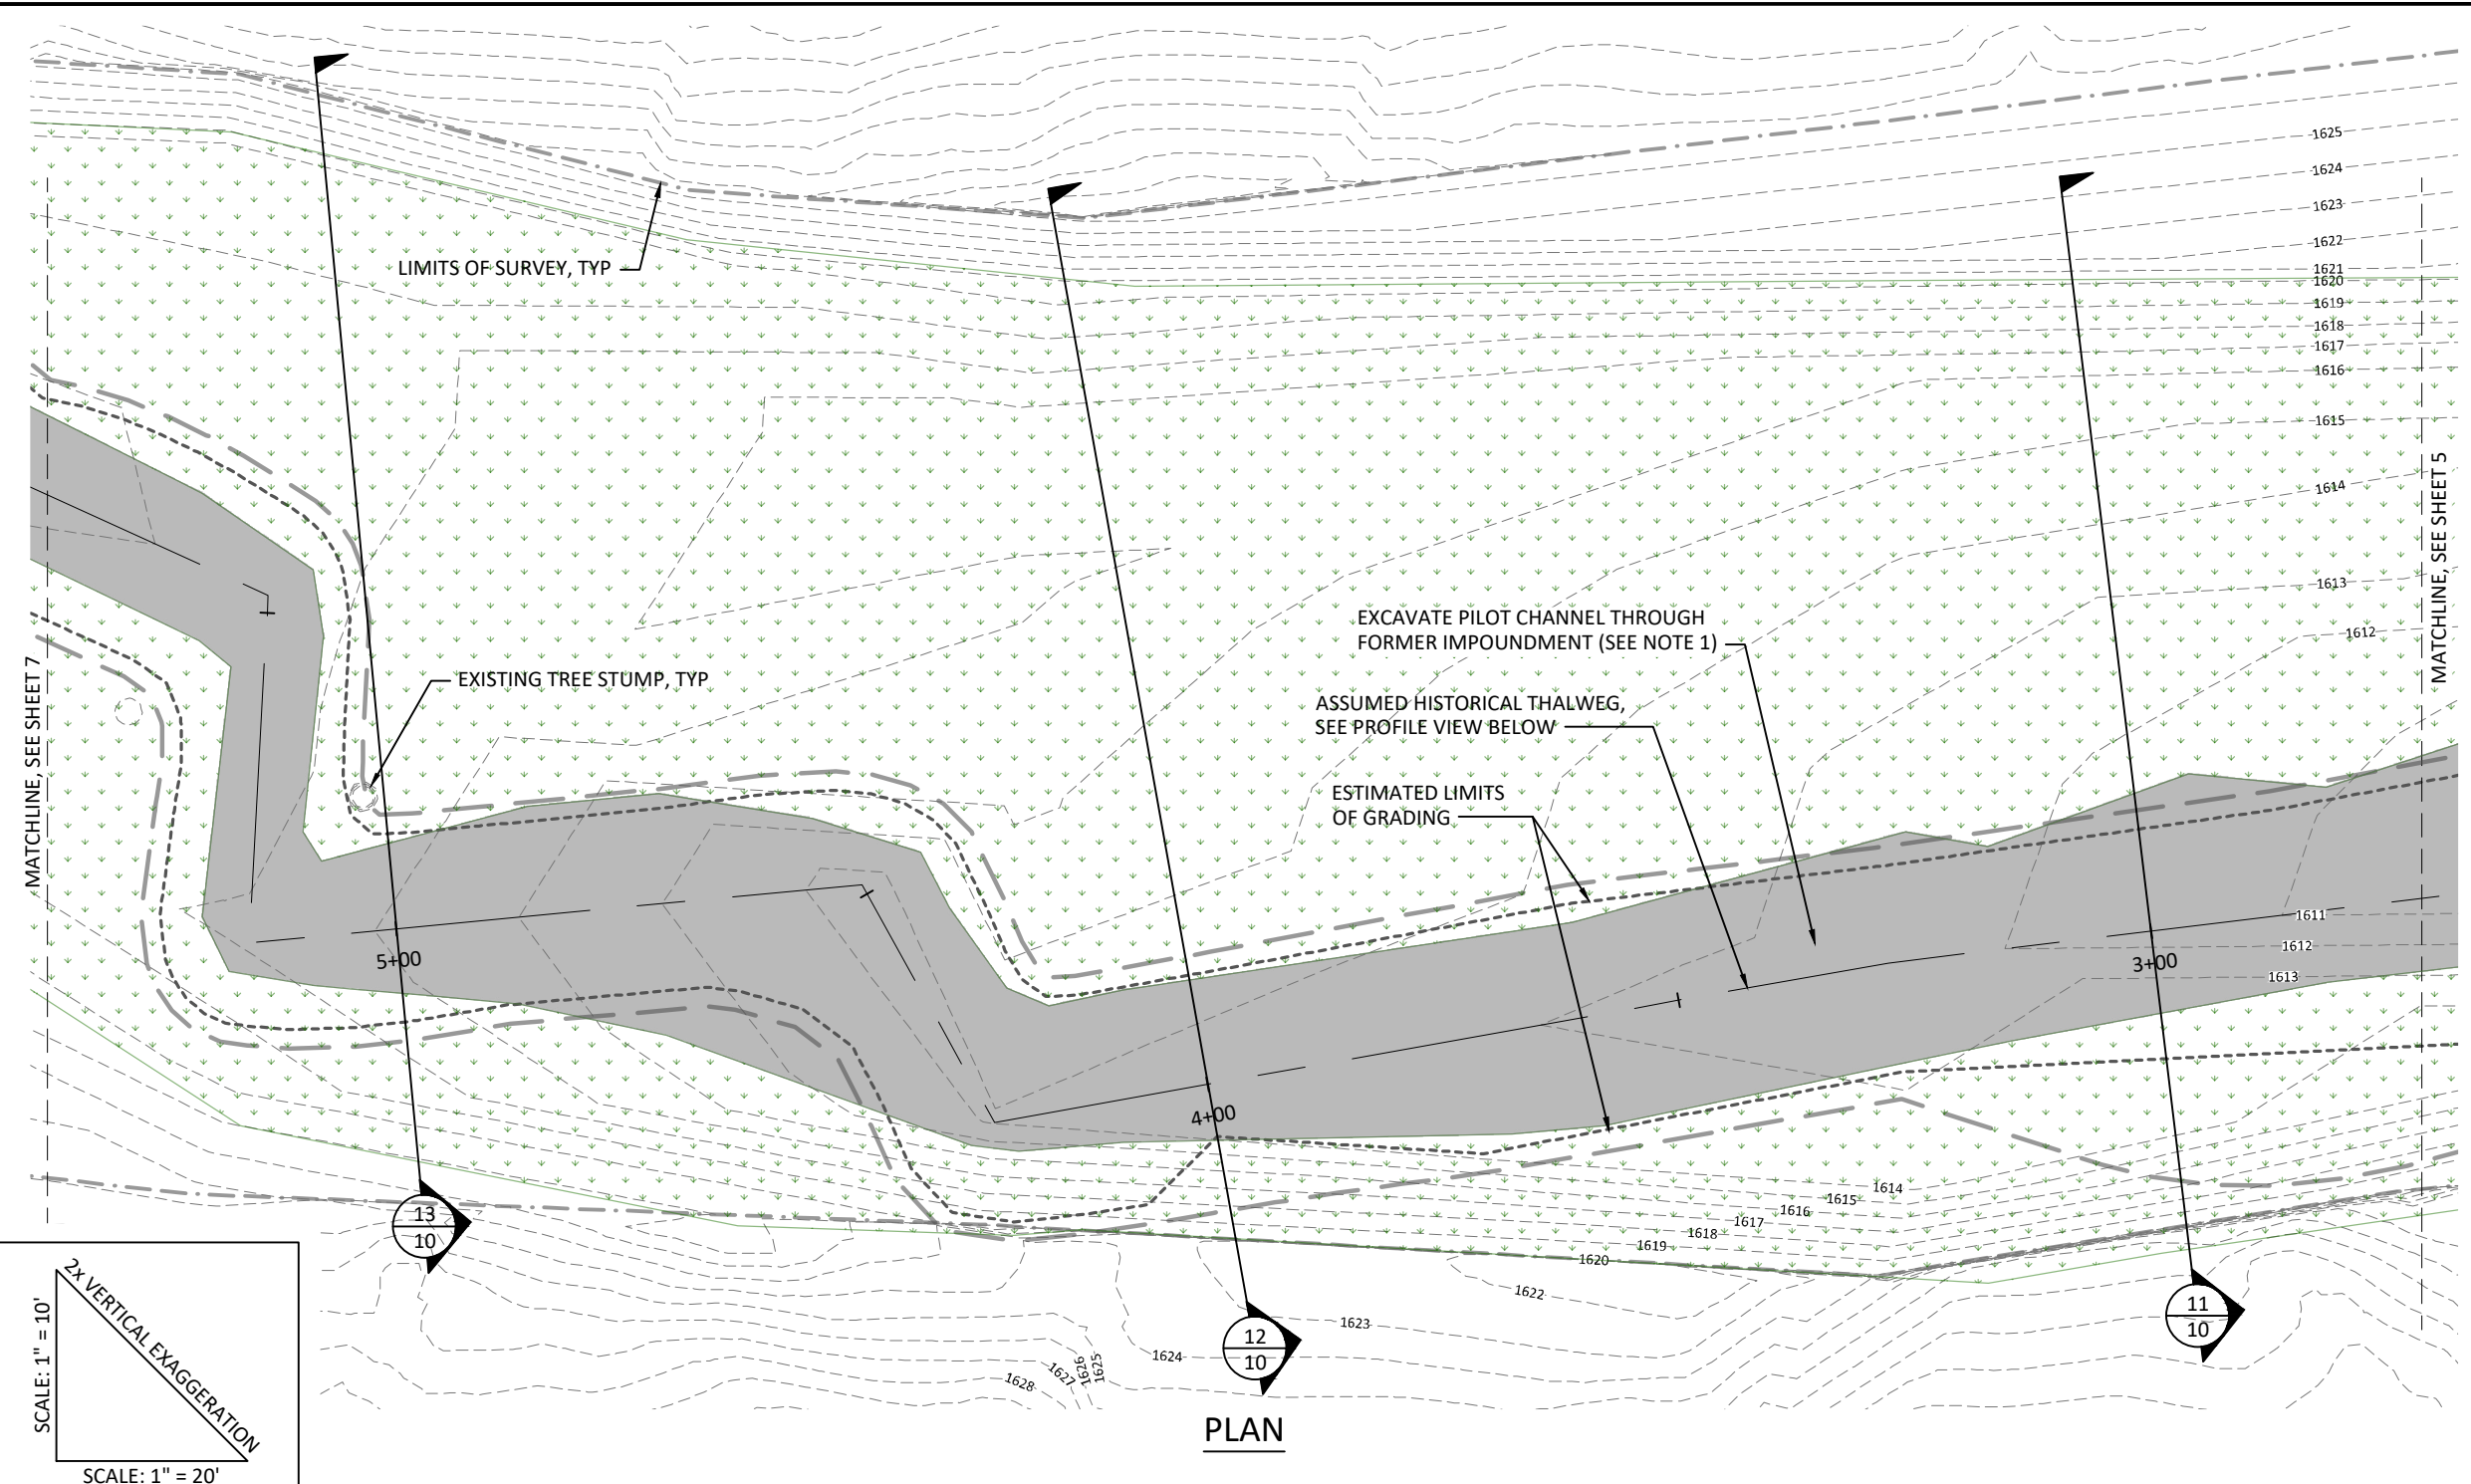 1625
1624
1623
1622
1621
1620
1619
1618
1617
1616
1615
1614
1613
1612
LIMITS OF SURVEY, TYP
MATCHLINE, SEE SHEET 5
EXCAVATE PILOT CHANNEL THROUGH
FORMER IMPOUNDMENT (SEE NOTE 1)
EXISTING TREE STUMP, TYP
ASSUMED HISTORICAL THALWEG,
SEE PROFILE VIEW BELOW
MATCHLINE, SEE SHEET 7
ESTIMATED LIMITS
OF GRADING
1611
1612
1613
5+00
3+00
4+00
1614
1615
1616
1617
1618
1619
1620
1622
1623
1624
1625
1626
1627
1628
13
10
12
10
11
10
2x VERTICAL EXAGGERATION
SCALE: 1" = 10'
SCALE: 1" = 20'
PLAN